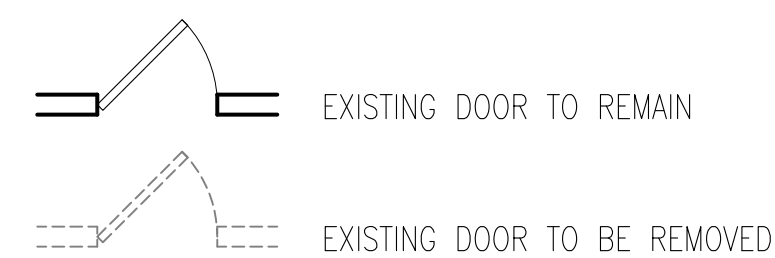 EXISTING DOOR TO REMAIN
EXISTING DOOR TO BE REMOVED